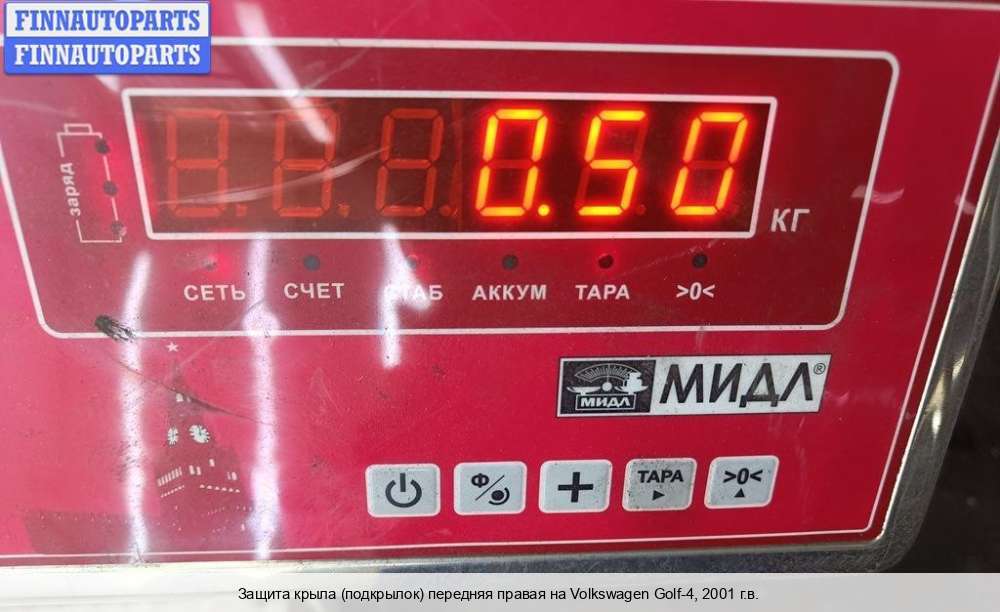 FINNAUTOPARTS
FINNAUTOPARTS
заряд
0.50
КГ
СЕТЬ СЧЕТ СТАБ АККУМ ТАРА >0<
МИДЛ МИДЛ®
Ф ТАРА >0<
Защита крыла (подкрылок) передняя правая на Volkswagen Golf-4, 2001 г.в.